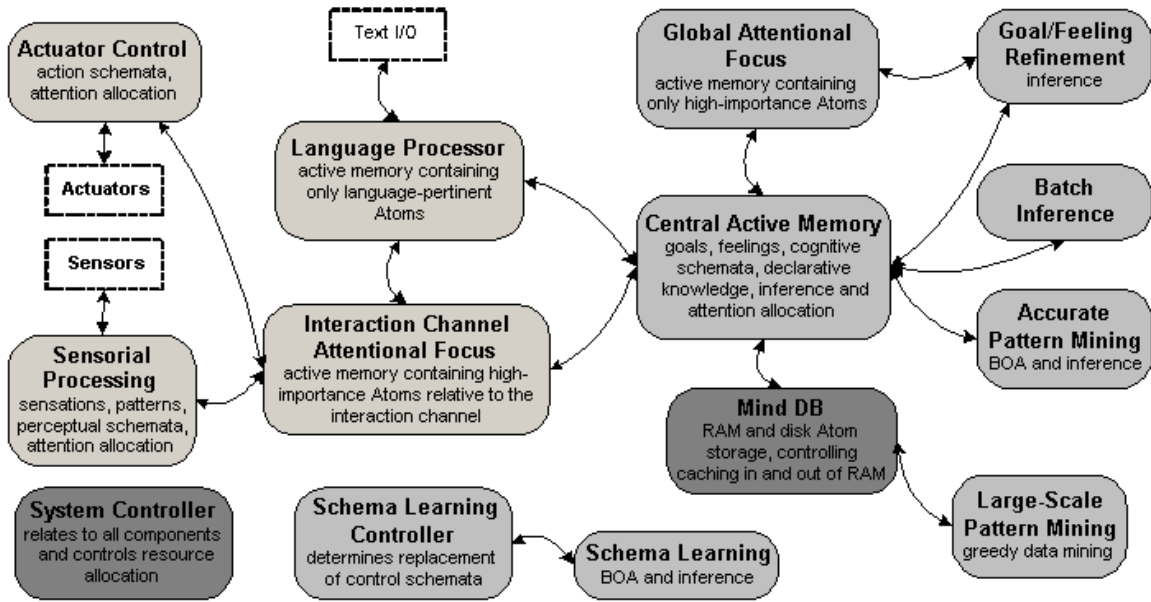 Actuator Control
action schemata,
attention allocation
Actuators
Sensors
Sensorial
Processing
sensations, patterns,
perceptual schemata,
attention allocation
System Controller
relates to all components
and controls resource
allocation
Text I/O
Language Processor
active memory containing
only language-pertinent
Atoms
Interaction Channel
Attentional Focus
active memory containing high-
importance Atoms relative to the
interaction channel
Schema Learning
Controller
determines replacement
of control schemata
Schema Learning
BOA and inference
Global Attentional
Focus
active memory containing
only high-importance Atoms
Central Active Memory
goals, feelings, cognitive
schemata, declarative
knowledge, inference and
attention allocation
Mind DB
RAM and disk Atom
storage, controlling
caching in and out of RAM
Goal/Feeling
Refinement
inference
Batch
Inference
Accurate
Pattern Mining
BOA and inference
Large-Scale
Pattern Mining
greedy data mining